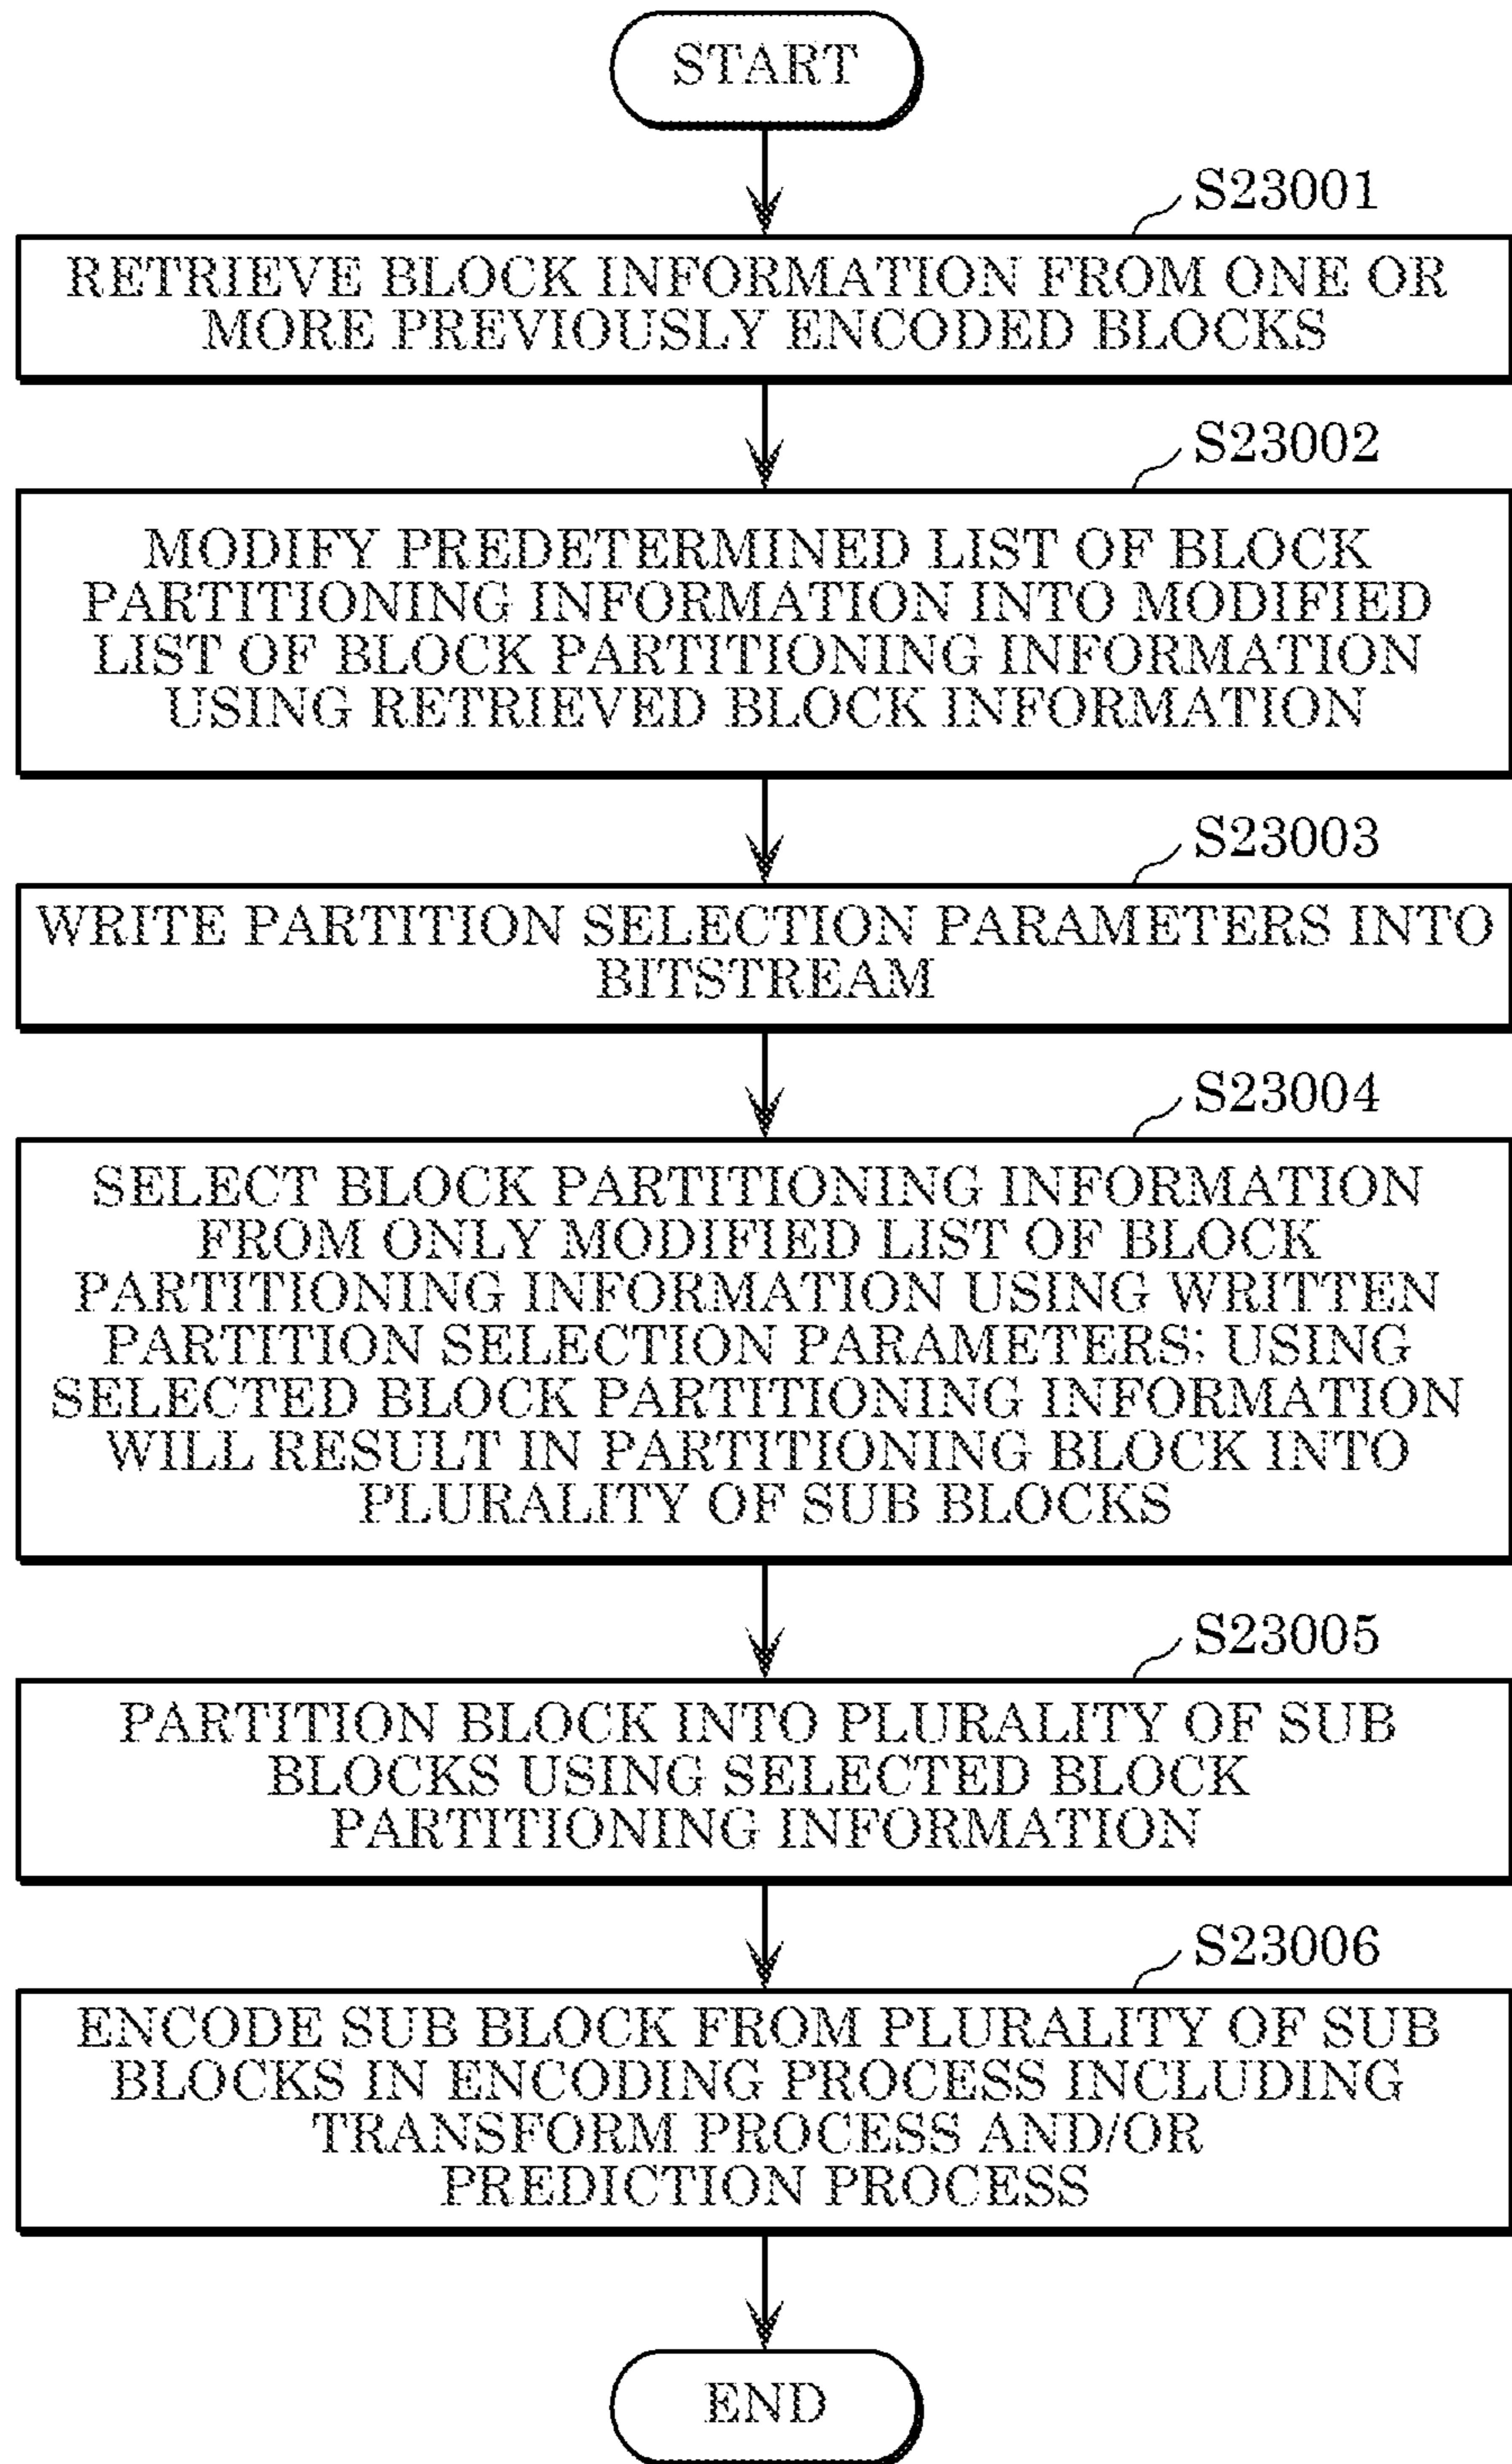 START
S23001
RETRIEVE BLOCK INFORMATION FROM ONE OR
MORE PREVIOUSLY ENCODED BLOCKS
S23002
MODIFY PREDETERMINED LIST OF BLOCK
PARTITIONING INFORMATION INTO MODIFIED
LIST OF BLOCK PARTITIONING INFORMATION
USING RETRIEVED BLOCK INFORMATION
S23003
WRITE PARTITION SELECTION PARAMETERS INTO
BITSTREAM
S23004
SELECT BLOCK PARTITIONING INFORMATION
FROM ONLY MODIFIED LIST OF BLOCK
PARTITIONING INFORMATION USING WRITTEN
PARTITION SELECTION PARAMETERS: USING
SELECTED BLOCK PARTITIONING INFORMATION
WILL RESULT IN PARTITIONING BLOCK INTO
PLURALITY OF SUB BLOCKS
S23005
PARTITION BLOCK INTO PLURALITY OF SUB
BLOCKS USING SELECTED BLOCK
PARTITIONING INFORMATION
S23006
ENCODE SUB BLOCK FROM PLURALITY OF SUB
BLOCKS IN ENCODING PROCESS INCLUDING
TRANSFORM PROCESS AND/OR
PREDICTION PROCESS
END